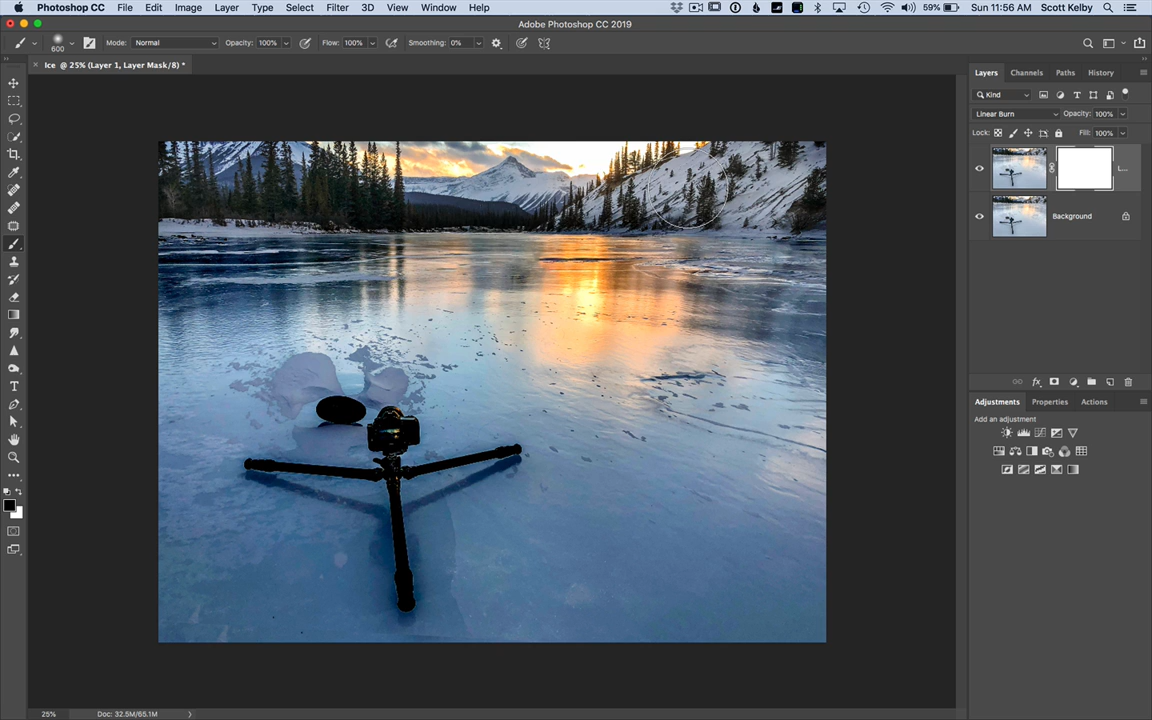 Photoshop CC File Edit Image Layer Type Select Filter 3D View Window Help 59% Sun 11:56 AM Scott Kelby
Adobe Photoshop CC 2019
600 Mode: Normal Opacity: 100% Flow: 100% Smoothing: 0%
Ice @ 25% (Layer 1, Layer Mask/8) *
Layers Channels Paths History
Kind
Linear Burn Opacity: 100%
Lock: Fill: 100%
L...
Background
fx
Adjustments Properties Actions
Add an adjustment
25% Doc: 32.5M/65.1M